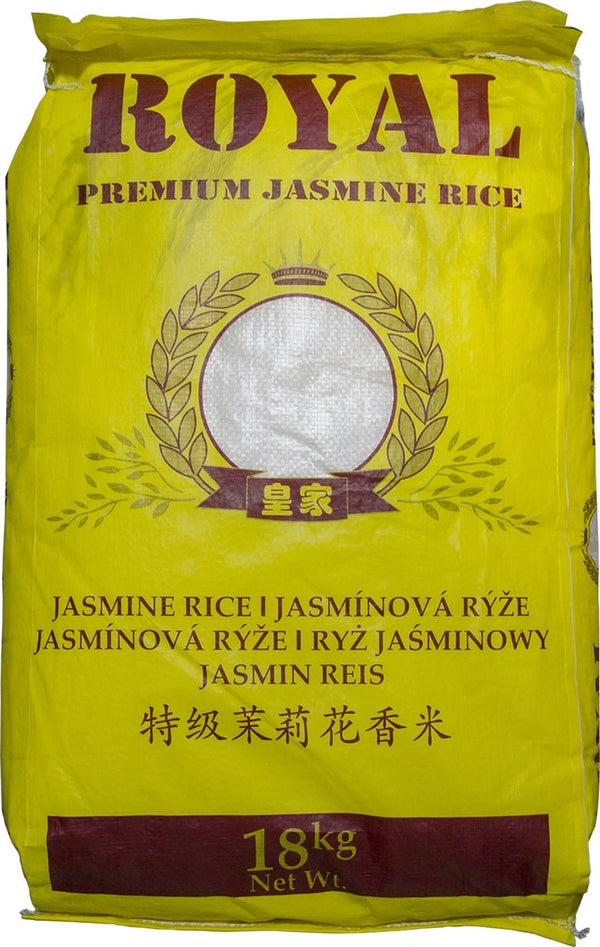 ROYAL
PREMIUM JASMINE RICE
皇家
JASMINE RICE | JASMÍNOVÁ RÝŽE
JASMÍNOVÁ RÝŽE | RYŻ JAŚMINOWY
JASMIN REIS
特级茉莉花香米
18kg
Net Wt.